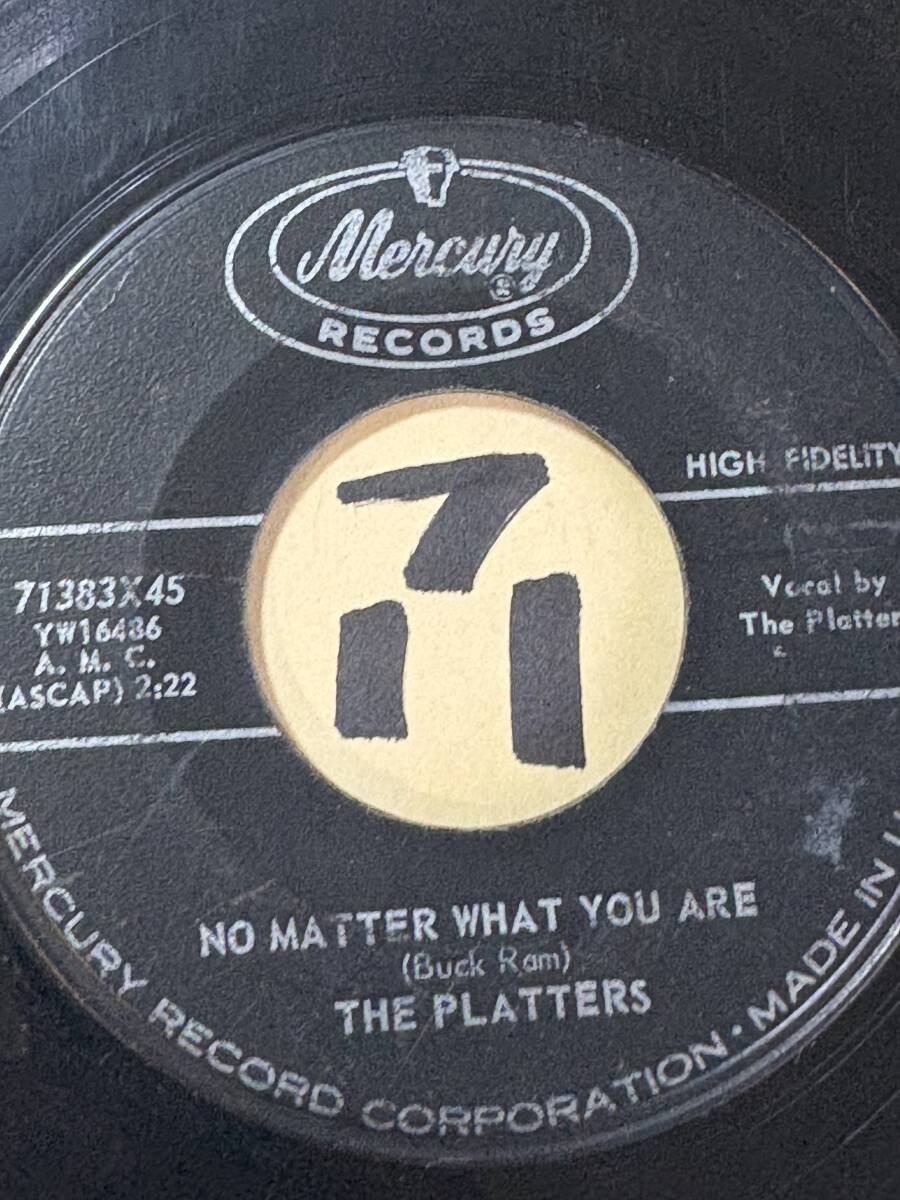 Mercury
®
RECORDS
HIGH FIDELITY
71383X45
YW16486
A. M. C.
(ASCAP) 2:22
Vocal by
The Platter
NO MATTER WHAT YOU ARE
(Buck Ram)
THE PLATTERS
MERCURY RECORD CORPORATION · MADE IN U